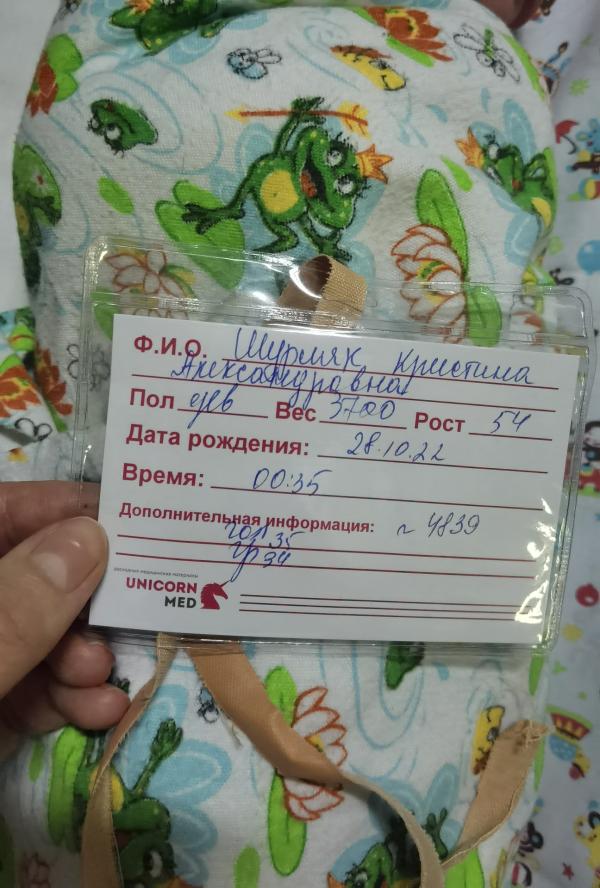 Ф.И.О. Шурмяк Кристина
Александровна
Пол дев Вес 3700 Рост 54
Дата рождения: 28.10.22
Время: 00:35
Дополнительная информация: 4839
гол 35
гр 34
UNICORN
MED